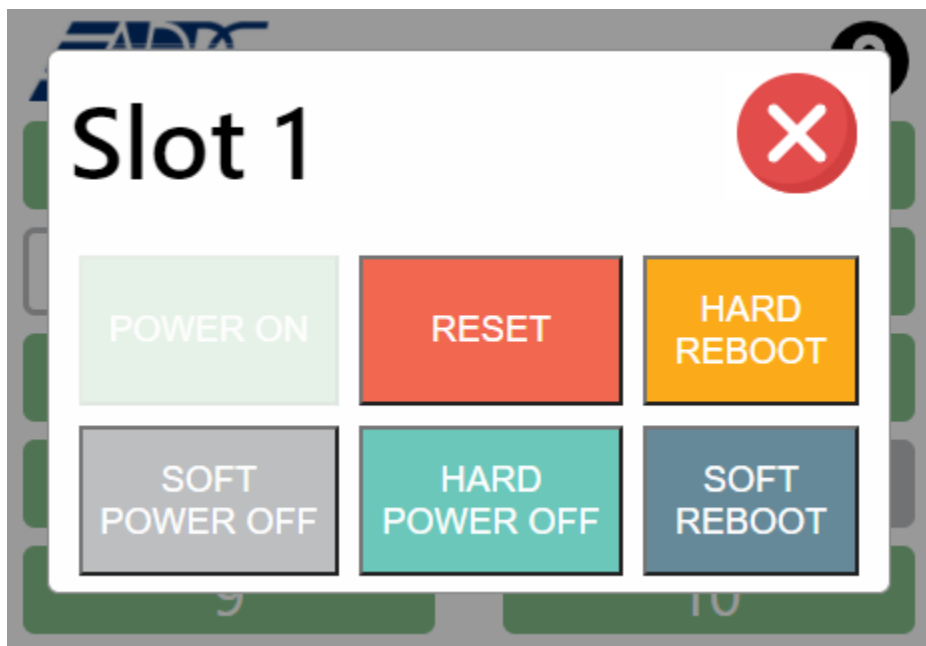 Slot 1
POWER ON
RESET
HARD
REBOOT
SOFT
POWER OFF
HARD
POWER OFF
SOFT
REBOOT
9
10